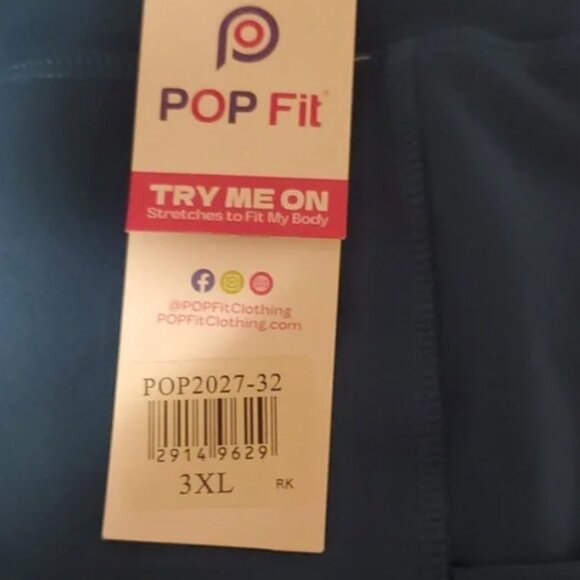 POP Fit
TRY ME ON
Stretches to Fit My Body
@POPFitClothing
POPFitClothing.com
POP2027-32
2914 9629
3XL RK